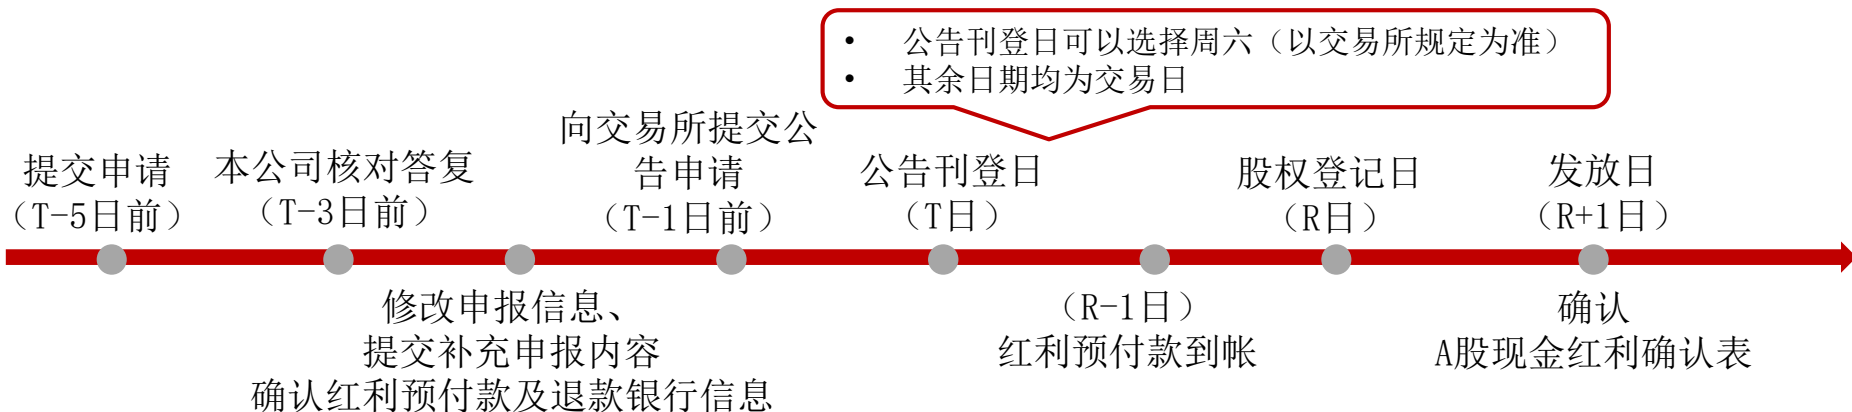 • 公告刊登日可以选择周六（以交易所规定为准）
• 其余日期均为交易日
提交申请
（T-5日前）
本公司核对答复
（T-3日前）
向交易所提交公
告申请
（T-1日前）
公告刊登日
（T日）
股权登记日
（R日）
发放日
（R+1日）
修改申报信息、
提交补充申报内容
确认红利预付款及退款银行信息
（R-1日）
红利预付款到帐
确认
A股现金红利确认表